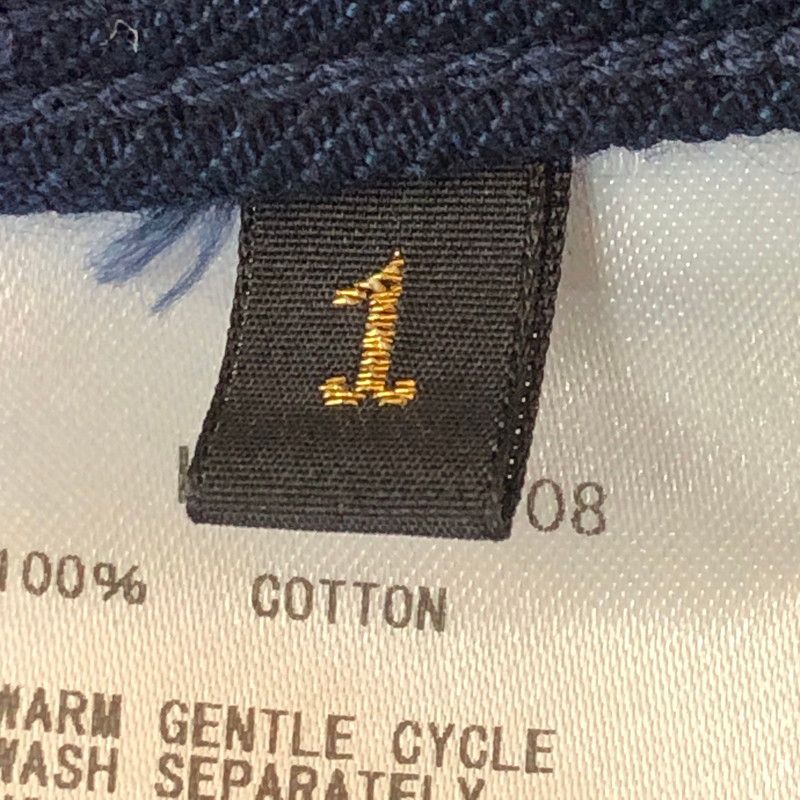 1
08
100% COTTON
WARM GENTLE CYCLE
WASH SEPARATELY